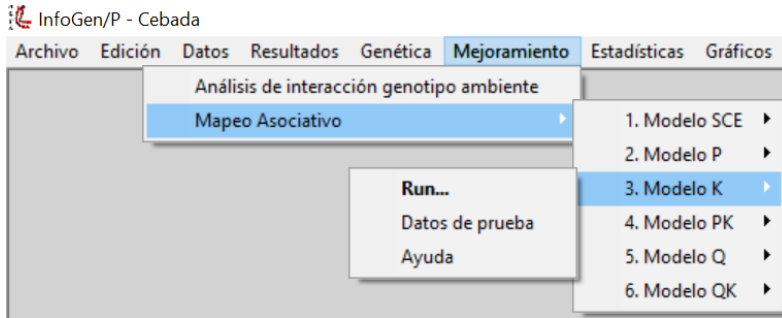 InfoGen/P - Cebada
Archivo Edición Datos Resultados Genética Mejoramiento Estadísticas Gráficos
Análisis de interacción genotipo ambiente
Mapeo Asociativo
1. Modelo SCE
2. Modelo P
3. Modelo K
4. Modelo PK
5. Modelo Q
6. Modelo QK
Run...
Datos de prueba
Ayuda